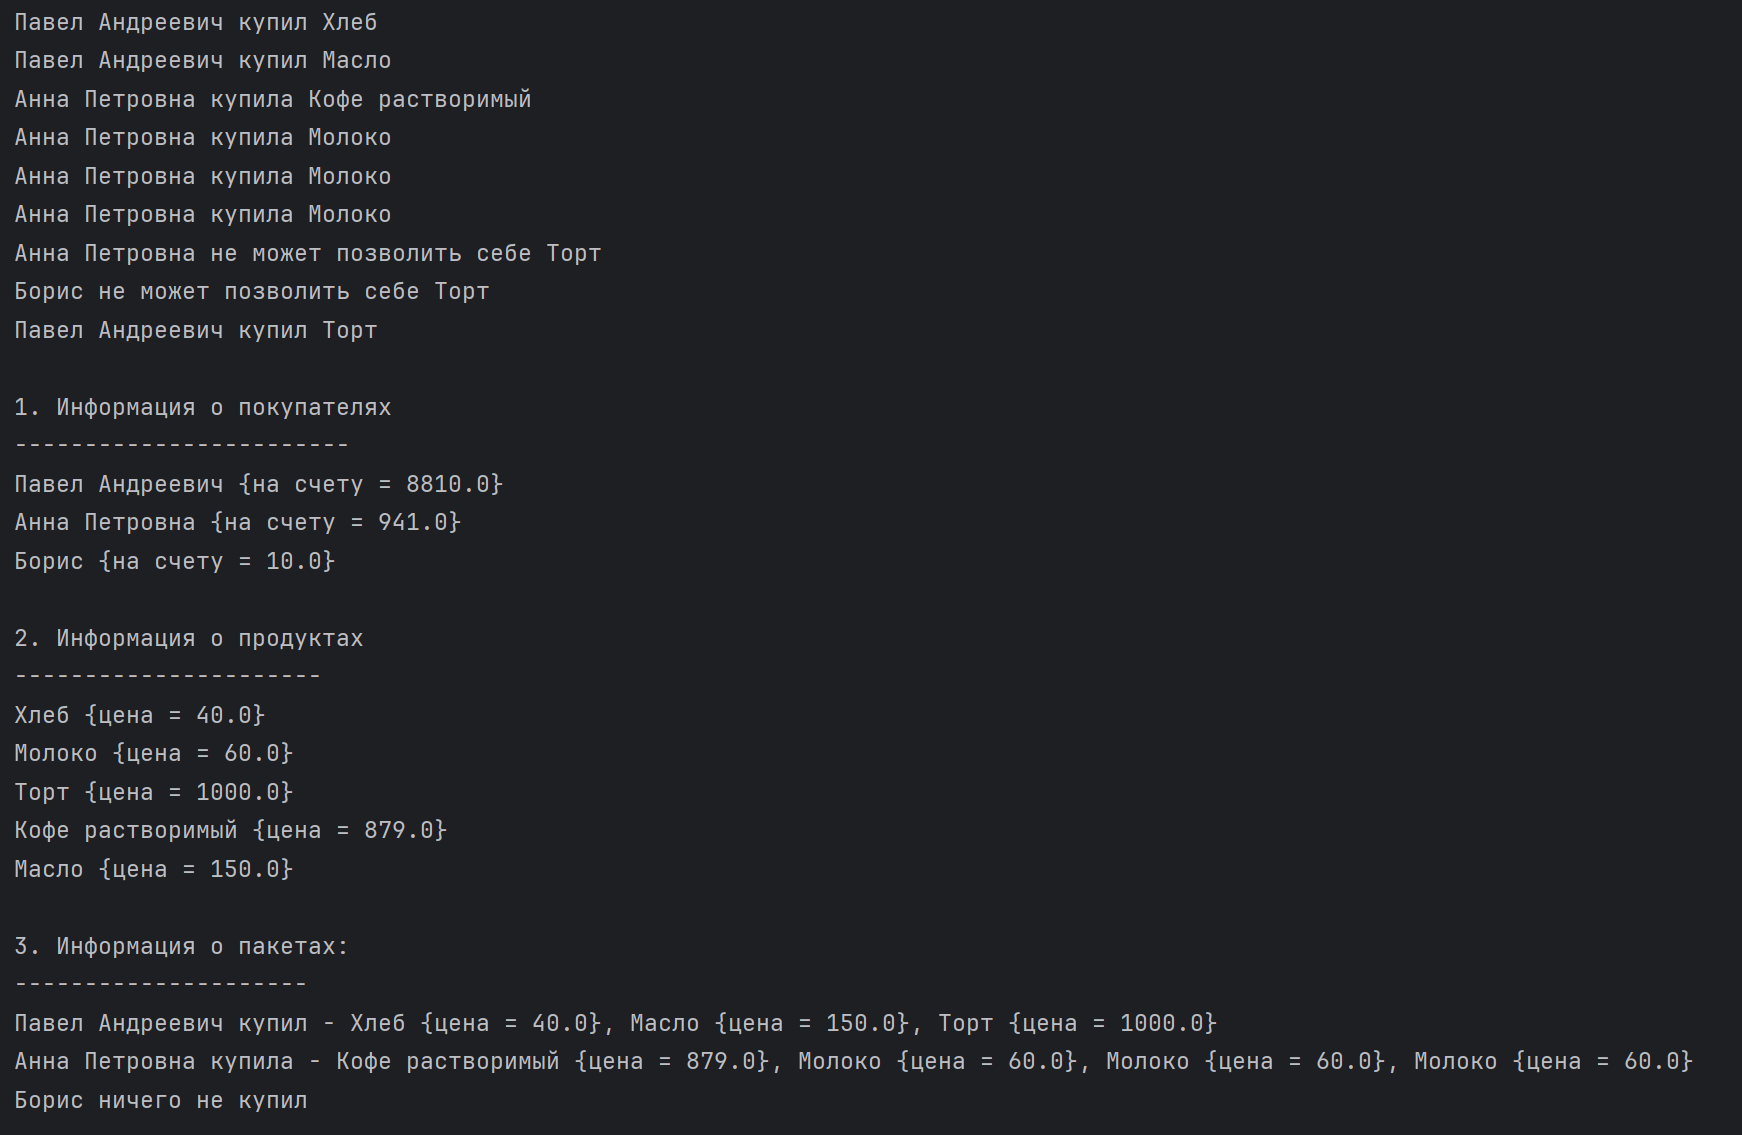 Павел Андреевич купил Хлеб
Павел Андреевич купил Масло
Анна Петровна купила Кофе растворимый
Анна Петровна купила Молоко
Анна Петровна купила Молоко
Анна Петровна купила Молоко
Анна Петровна не может позволить себе Торт
Борис не может позволить себе Торт
Павел Андреевич купил Торт
1. Информация о покупателях
------------------------
Павел Андреевич {на счету = 8810.0}
Анна Петровна {на счету = 941.0}
Борис {на счету = 10.0}
2. Информация о продуктах
----------------------
Хлеб {цена = 40.0}
Молоко {цена = 60.0}
Торт {цена = 1000.0}
Кофе растворимый {цена = 879.0}
Масло {цена = 150.0}
3. Информация о пакетах:
---------------------
Павел Андреевич купил - Хлеб {цена = 40.0}, Масло {цена = 150.0}, Торт {цена = 1000.0}
Анна Петровна купила - Кофе растворимый {цена = 879.0}, Молоко {цена = 60.0}, Молоко {цена = 60.0}, Молоко {цена = 60.0}
Борис ничего не купил